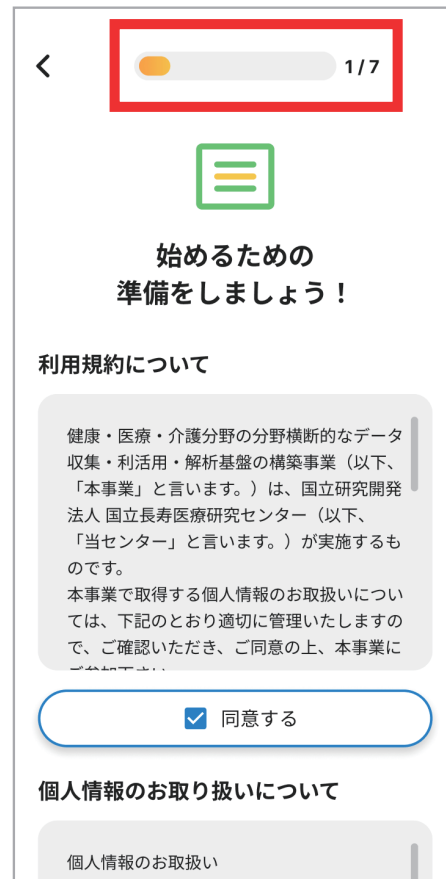 1 / 7
始めるための
準備をしましょう！
利用規約について
健康・医療・介護分野の分野横断的なデータ
収集・利活用・解析基盤の構築事業（以下、
「本事業」と言います。）は、国立研究開発
法人 国立長寿医療研究センター（以下、
「当センター」と言います。）が実施するも
のです。
本事業で取得する個人情報のお取扱いについ
ては、下記のとおり適切に管理いたしますの
で、ご確認いただき、ご同意の上、本事業に
同意する
個人情報のお取り扱いについて
個人情報のお取扱い